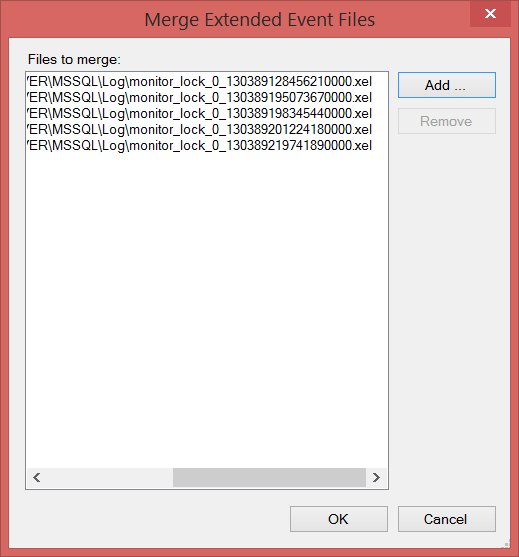 Merge Extended Event Files
Files to merge:
ER\MSSQL\Log\monitor_lock_0_130389128456210000.xel
ER\MSSQL\Log\monitor_lock_0_130389195073670000.xel
ER\MSSQL\Log\monitor_lock_0_130389198345440000.xel
ER\MSSQL\Log\monitor_lock_0_130389201224180000.xel
ER\MSSQL\Log\monitor_lock_0_130389219741890000.xel
Add ...
Remove
OK
Cancel